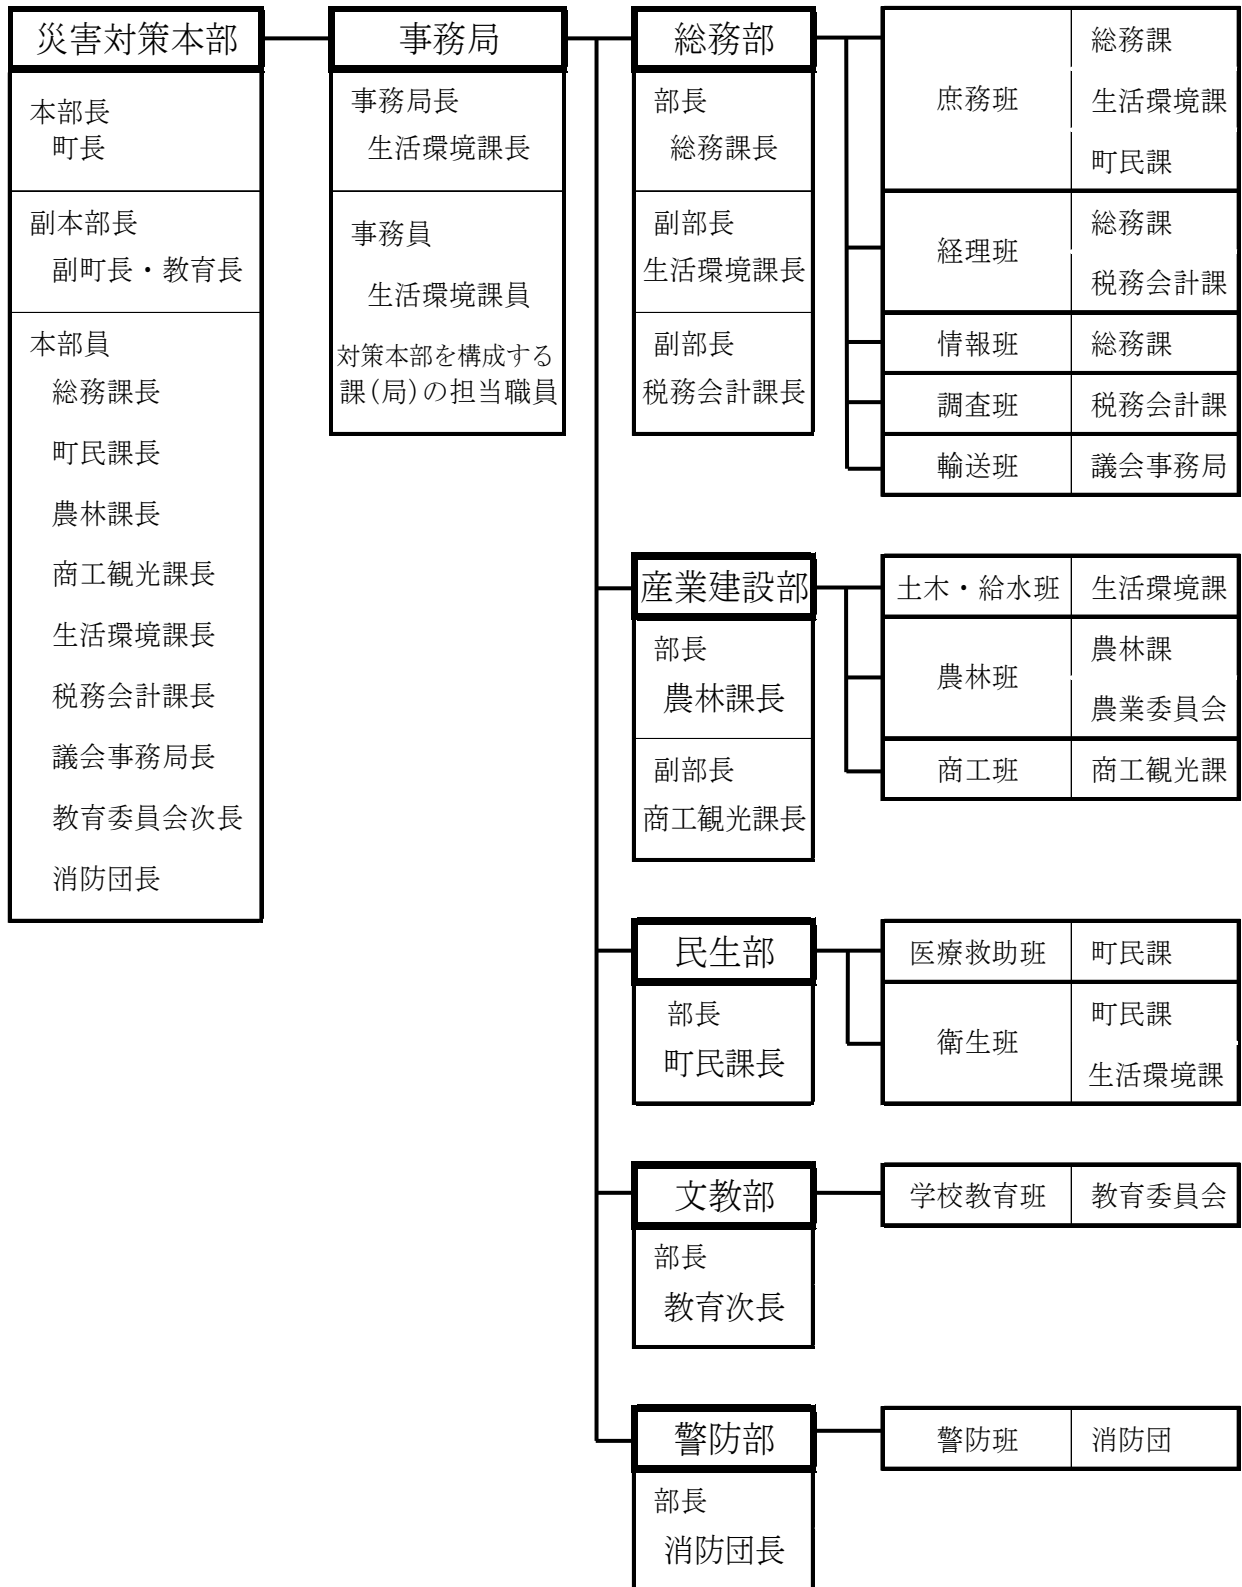 災害対策本部
本部長
町長
副本部長
副町長・教育長
本部員
総務課長
町民課長
農林課長
商工観光課長
生活環境課長
税務会計課長
議会事務局長
教育委員会次長
消防団長
事務局
事務局長
生活環境課長
事務員
生活環境課員
対策本部を構成する
課(局)の担当職員
総務部
部長
総務課長
副部長
生活環境課長
副部長
税務会計課長
庶務班
総務課
生活環境課
町民課
経理班
総務課
税務会計課
情報班
総務課
調査班
税務会計課
輸送班
議会事務局
産業建設部
部長
農林課長
副部長
商工観光課長
土木・給水班
生活環境課
農林班
農林課
農業委員会
商工班
商工観光課
民生部
部長
町民課長
医療救助班
町民課
衛生班
町民課
生活環境課
文教部
部長
教育次長
学校教育班
教育委員会
警防部
部長
消防団長
警防班
消防団